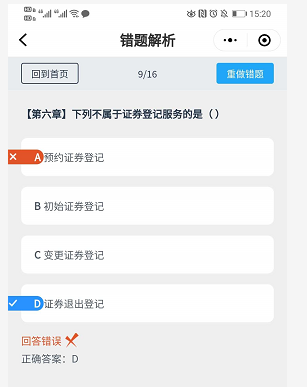 15:20
错题解析
回到首页
9/16
重做错题
【第六章】下列不属于证券登记服务的是（ ）
A 预约证券登记
B 初始证券登记
C 变更证券登记
D 证券退出登记
回答错误
正确答案：D